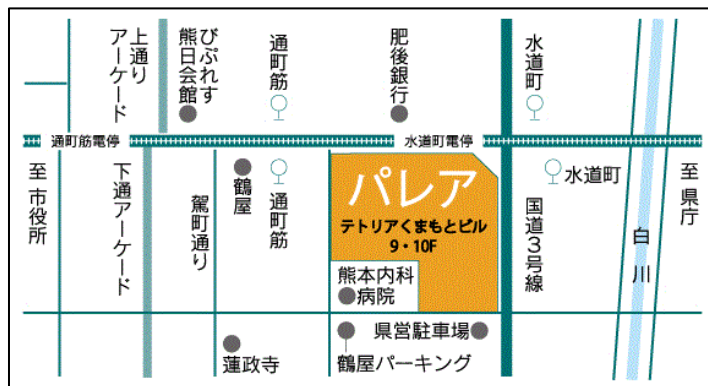 上通り
アーケード
びぷれす
熊日会館
通町筋
肥後銀行
水道町
通町筋電停
水道町電停
至 市役所
下通アーケード
駕町通り
鶴屋
通町筋
パレア
テトリアくまもとビル
9・10F
熊本内科
病院
国道3号線
水道町
白川
至 県庁
蓮政寺
県営駐車場
鶴屋パーキング